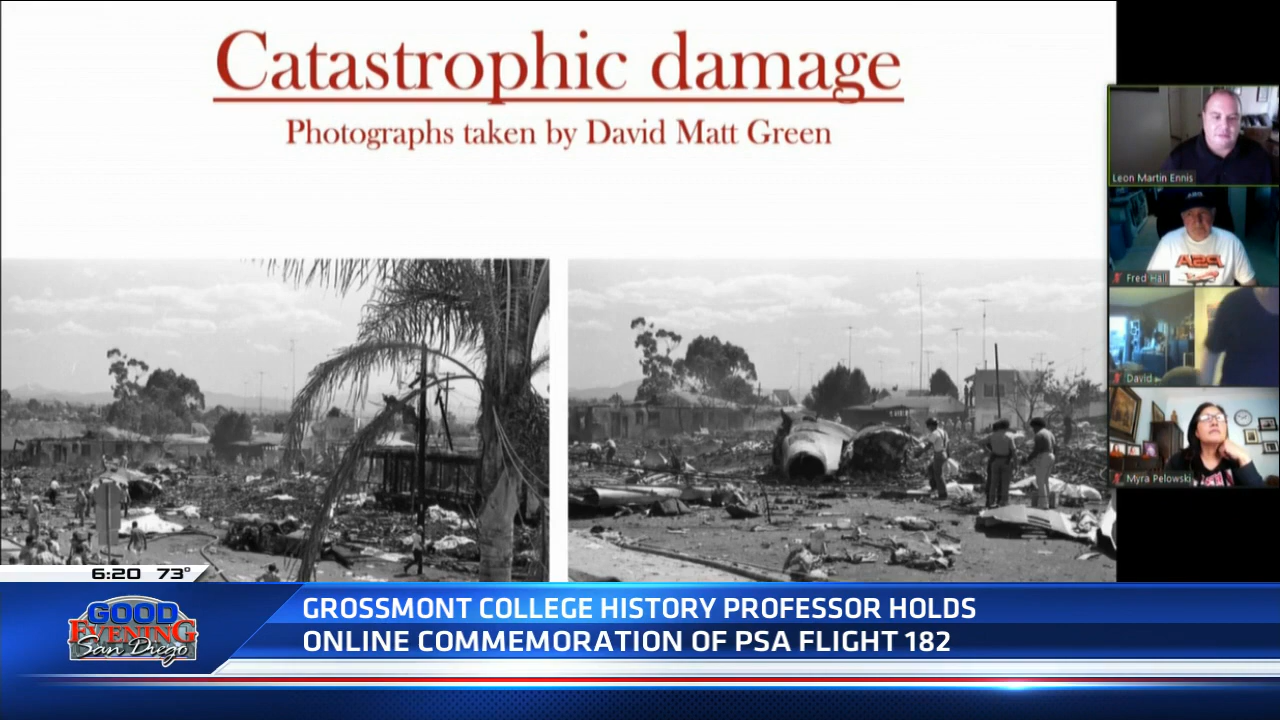 Catastrophic damage
Photographs taken by David Matt Green
Leon Martin Ennis
PSA
Fred Hall
David
Myra Pelowski
6:20 73°
GOOD
EVENING
San Diego
GROSSMONT COLLEGE HISTORY PROFESSOR HOLDS
ONLINE COMMEMORATION OF PSA FLIGHT 182